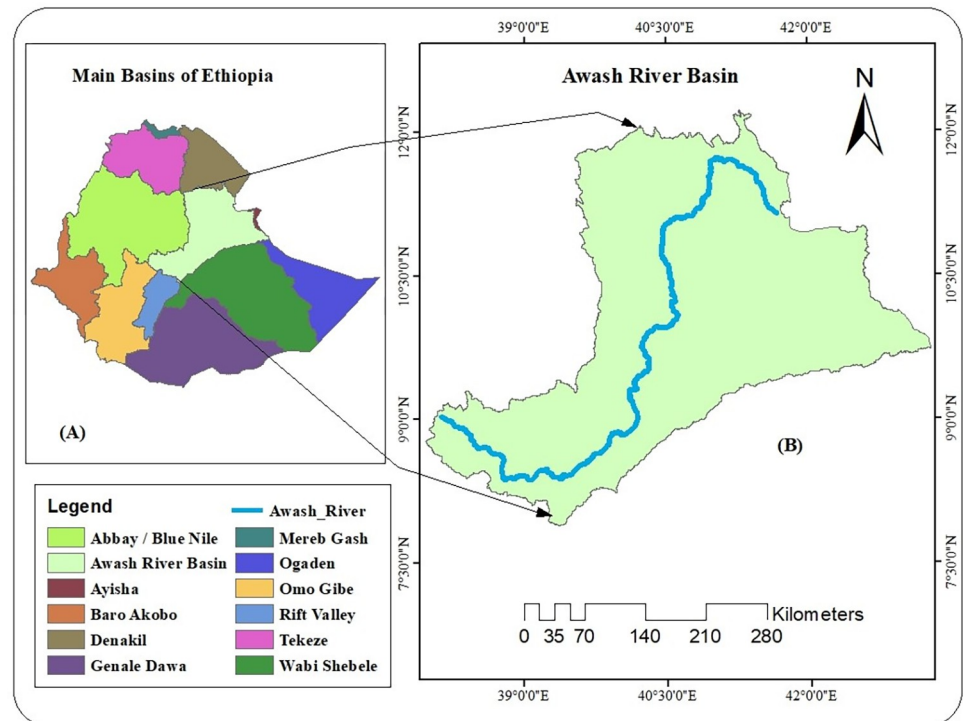 Main Basins of Ethiopia
(A)
Awash River Basin
N
(B)
39°0'0"E
40°30'0"E
42°0'0"E
12°0'0"N
10°30'0"N
9°0'0"N
7°30'0"N
12°0'0"N
10°30'0"N
9°0'0"N
7°30'0"N
39°0'0"E
40°30'0"E
42°0'0"E
Kilometers
0 35 70 140 210 280
Legend
Abbay / Blue Nile
Awash River Basin
Ayisha
Baro Akobo
Denakil
Genale Dawa
Awash_River
Mereb Gash
Ogaden
Omo Gibe
Rift Valley
Tekeze
Wabi Shebele